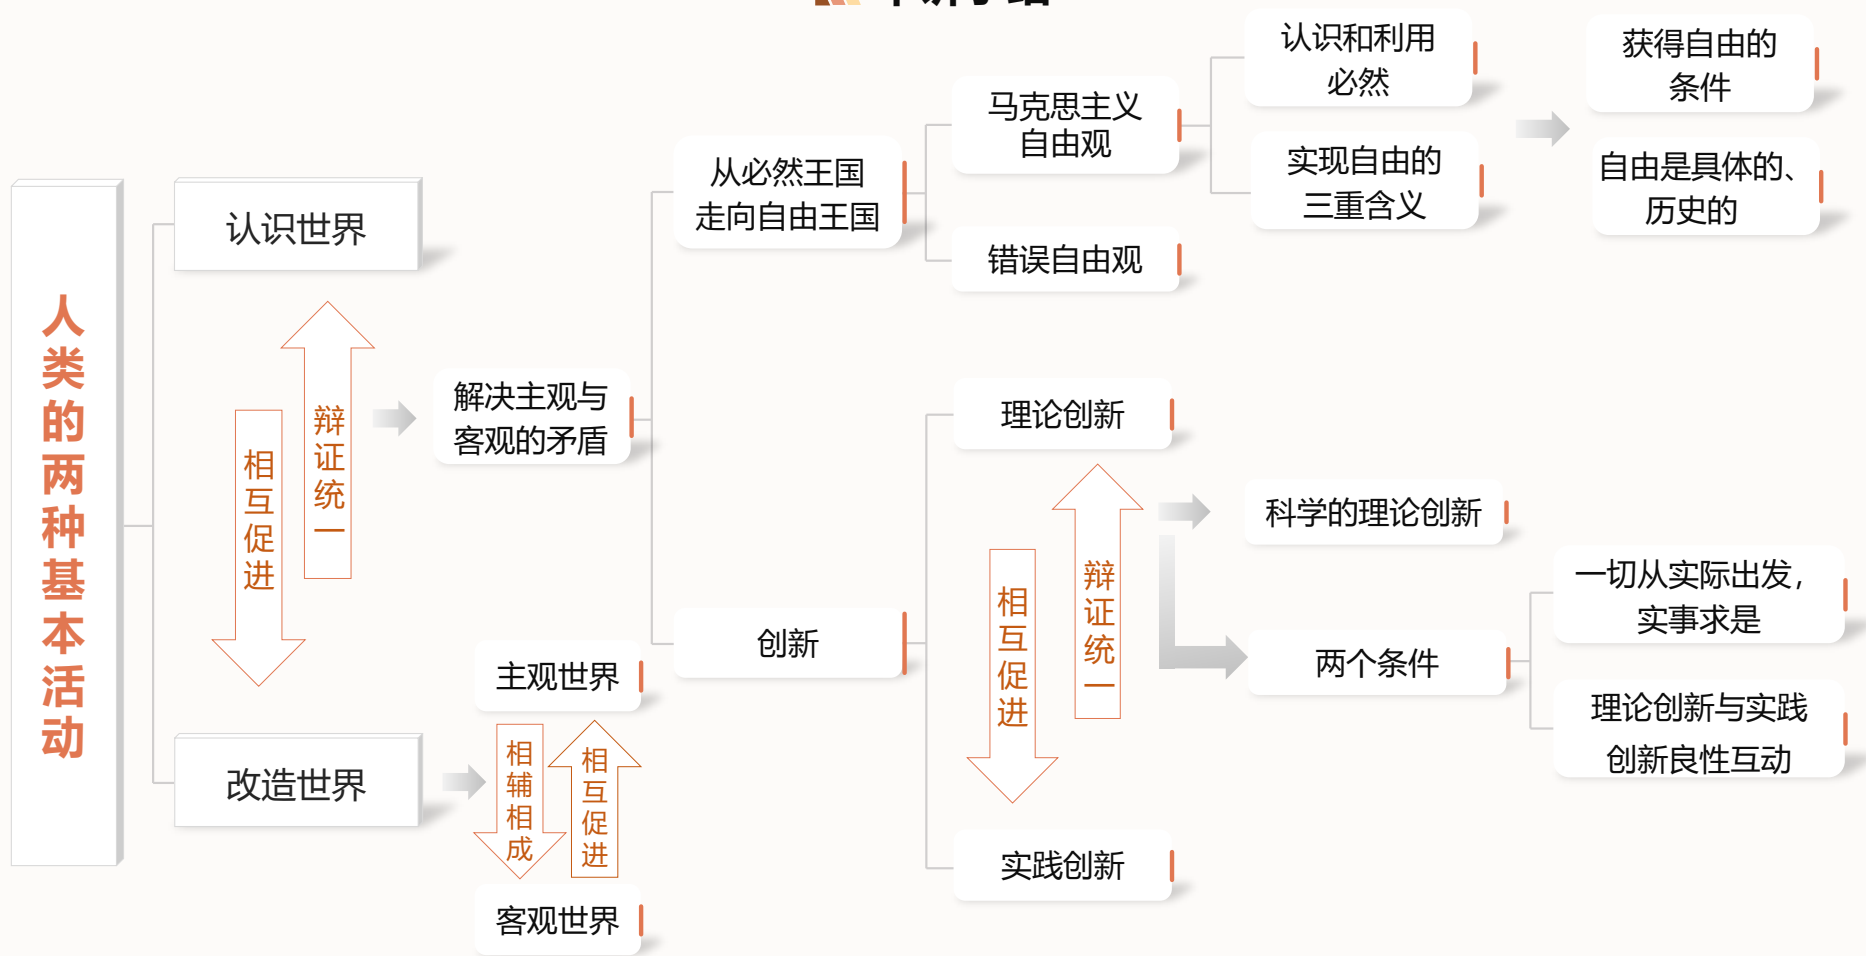 人类的两种基本活动
认识世界
相互促进
辩证统一
改造世界
解决主观与
客观的矛盾
主观世界
相辅相成
相互促进
客观世界
从必然王国
走向自由王国
马克思主义
自由观
认识和利用
必然
实现自由的
三重含义
获得自由的
条件
自由是具体的、
历史的
错误自由观
创新
理论创新
相互促进
辩证统一
实践创新
科学的理论创新
两个条件
一切从实际出发，
实事求是
理论创新与实践
创新良性互动